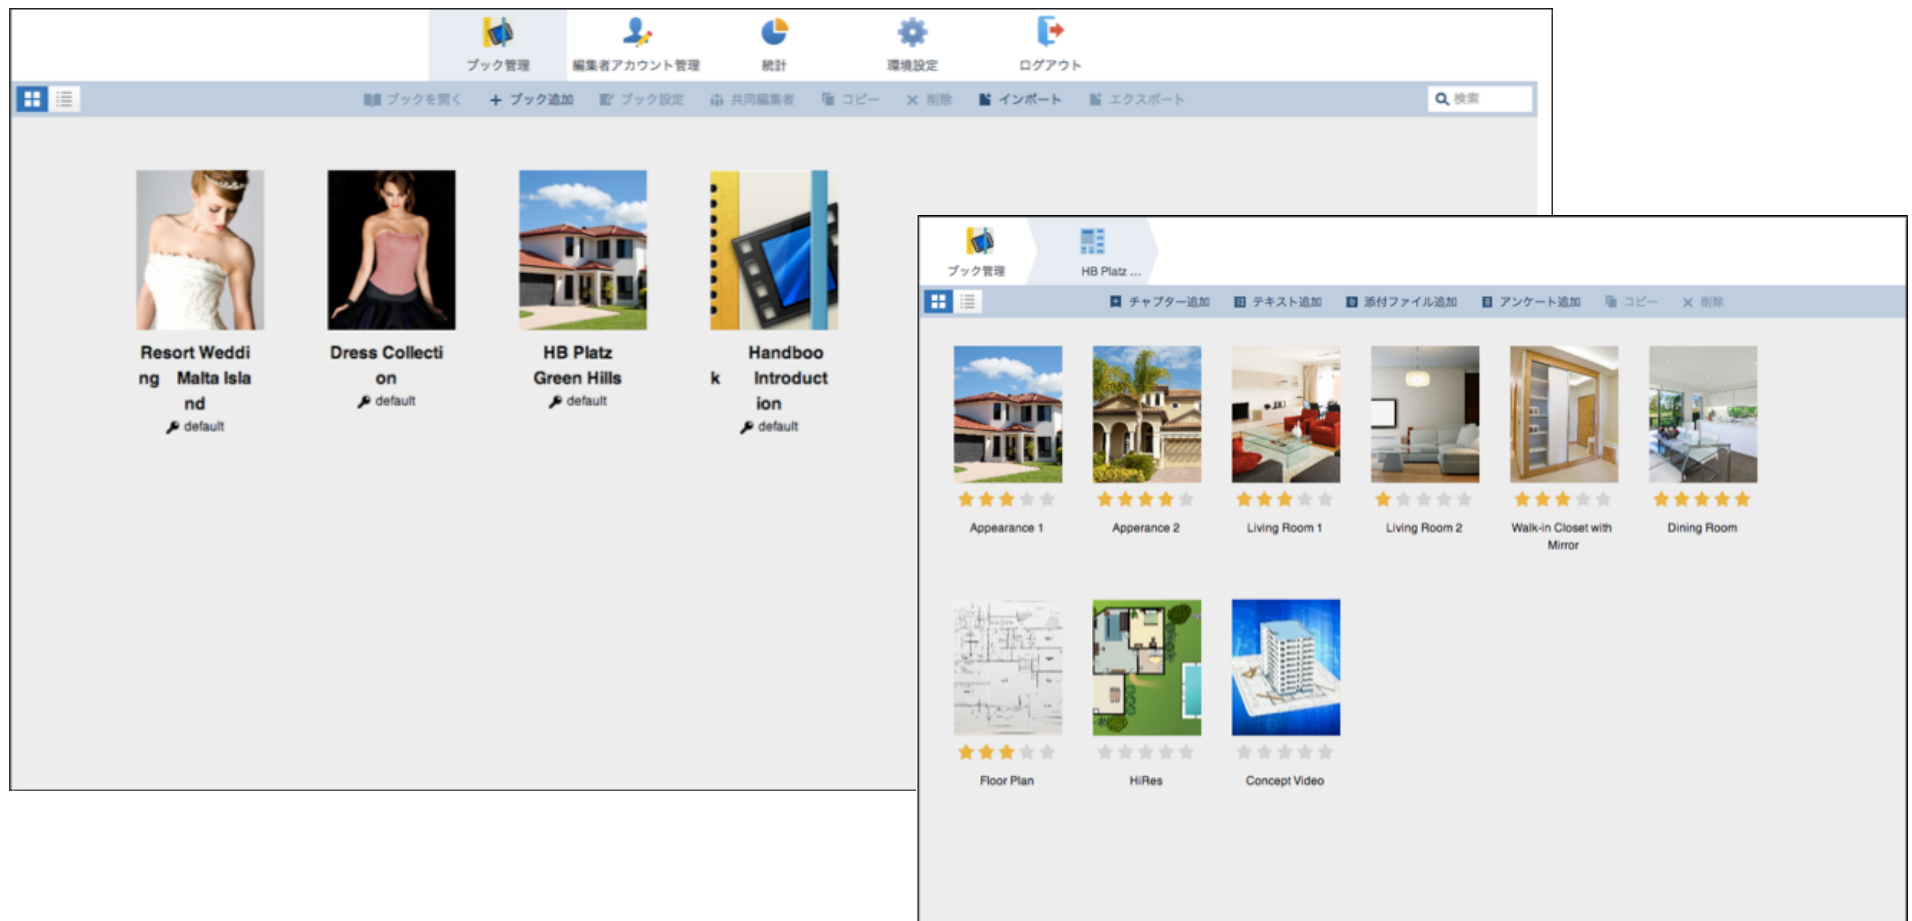 ブック管理
編集者アカウント管理
統計
環境設定
ログアウト
ブックを開く
ブック追加
ブック設定
共同編集者
コピー
削除
インポート
エクスポート
検索
Resort Weddi
ng Malta Isla
nd
default
Dress Collecti
on
default
HB Platz
Green Hills
default
Handboo
k Introduct
ion
default
ブック管理
HB Platz ...
チャプター追加
テキスト追加
添付ファイル追加
アンケート追加
コピー
削除
Appearance 1
Apperance 2
Living Room 1
Living Room 2
Walk-in Closet with
Mirror
Dining Room
Floor Plan
HiRes
Concept Video